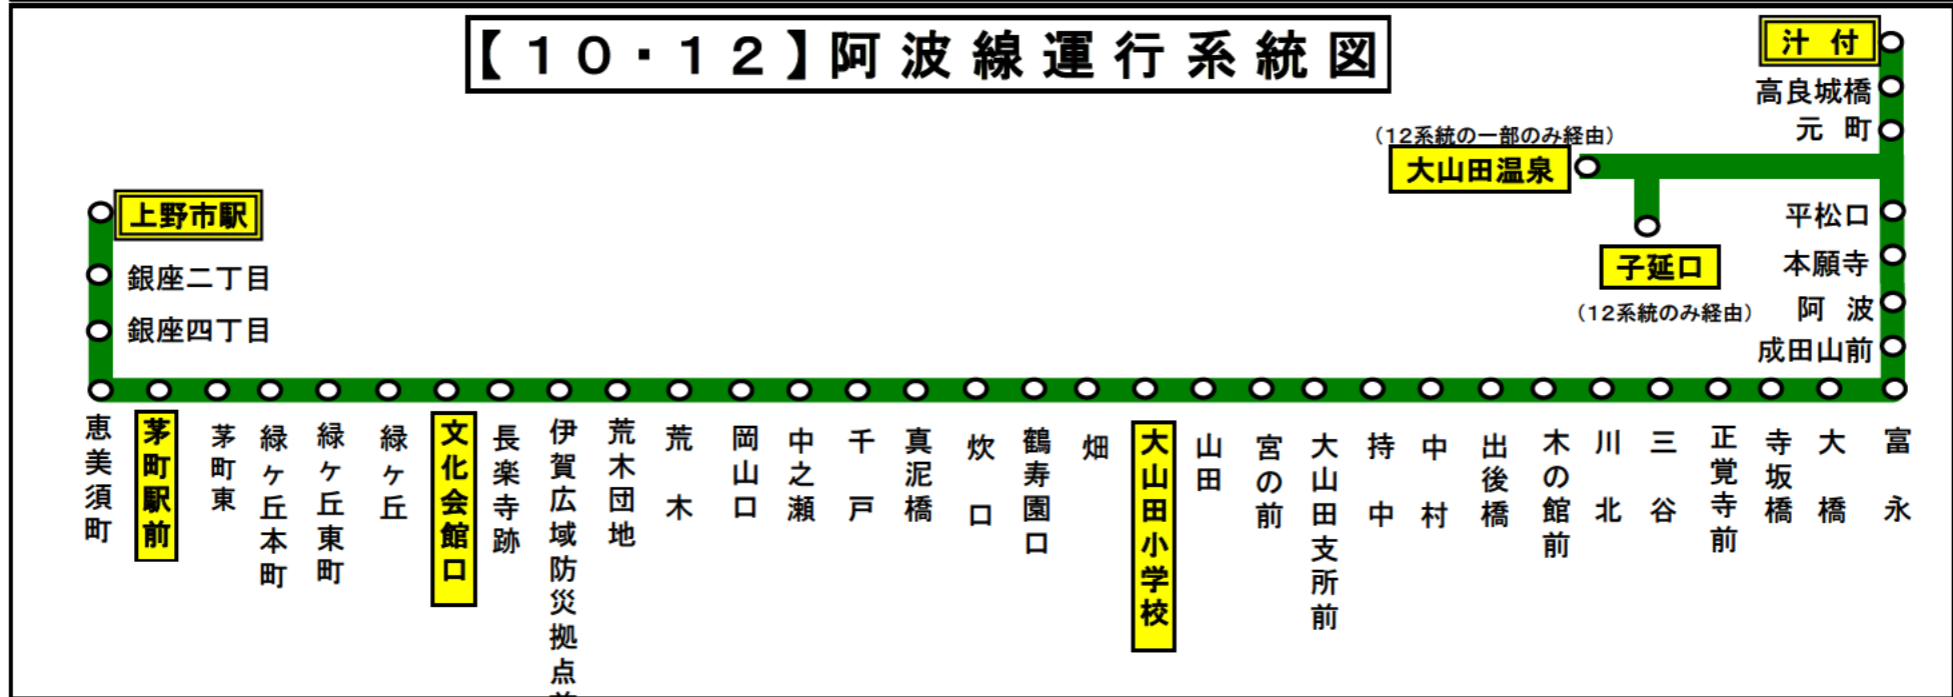 【10・12】阿波線運行系統図
汁付
高良城橋
元町
(12系統の一部のみ経由)
大山田温泉
子延口
(12系統のみ経由)
平松口
本願寺
阿波
成田山前
上野市駅
銀座二丁目
銀座四丁目
恵美須町
茅町駅前
茅町東
緑ヶ丘本町
緑ヶ丘東町
緑ヶ丘
文化会館口
長楽寺跡
伊賀広域防災拠点
荒木団地
荒木
岡山口
中之瀬
千戸
真泥橋
炊口
鶴寿園口
畑
大山田小学校
山田
宮の前
大山田支所前
持中
中村
出後橋
木の館前
川北
三谷
正覚寺前
寺坂橋
大橋
富永